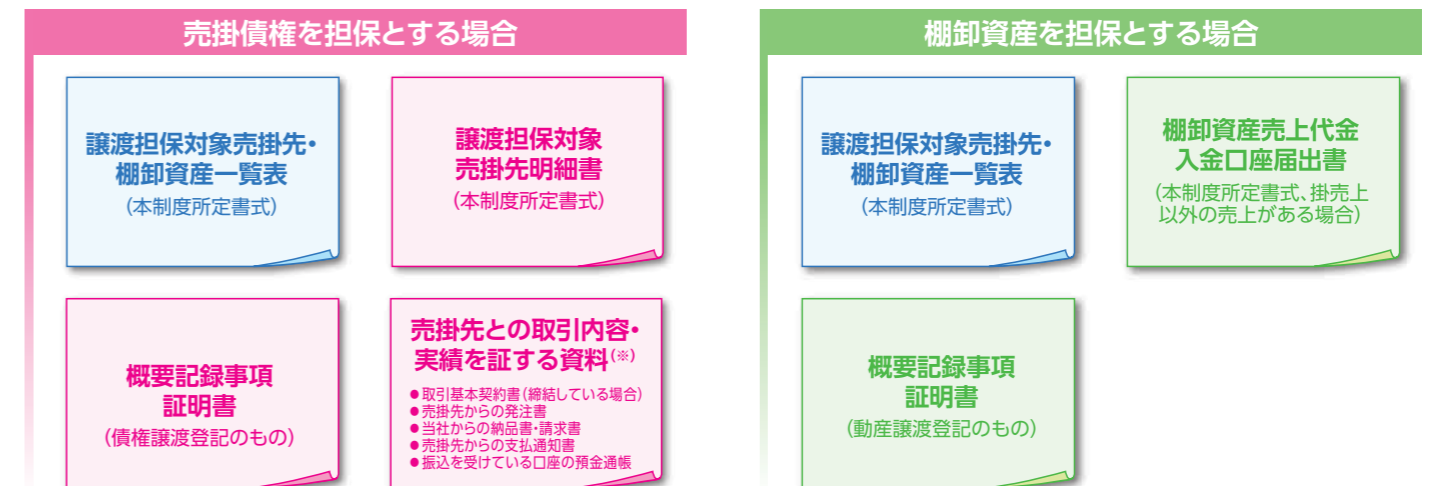 売掛債権を担保とする場合
譲渡担保対象売掛先・
棚卸資産一覧表
（本制度所定書式）
譲渡担保対象
売掛先明細書
（本制度所定書式）
概要記録事項
証明書
（債権譲渡登記のもの）
売掛先との取引内容・
実績を証する資料(※)
●取引基本契約書（締結している場合）
●売掛先からの発注書
●当社からの納品書・請求書
●売掛先からの支払通知書
●振込を受けている口座の預金通帳
棚卸資産を担保とする場合
譲渡担保対象売掛先・
棚卸資産一覧表
（本制度所定書式）
棚卸資産売上代金
入金口座届出書
（本制度所定書式、掛売上
以外の売上がある場合）
概要記録事項
証明書
（動産譲渡登記のもの）